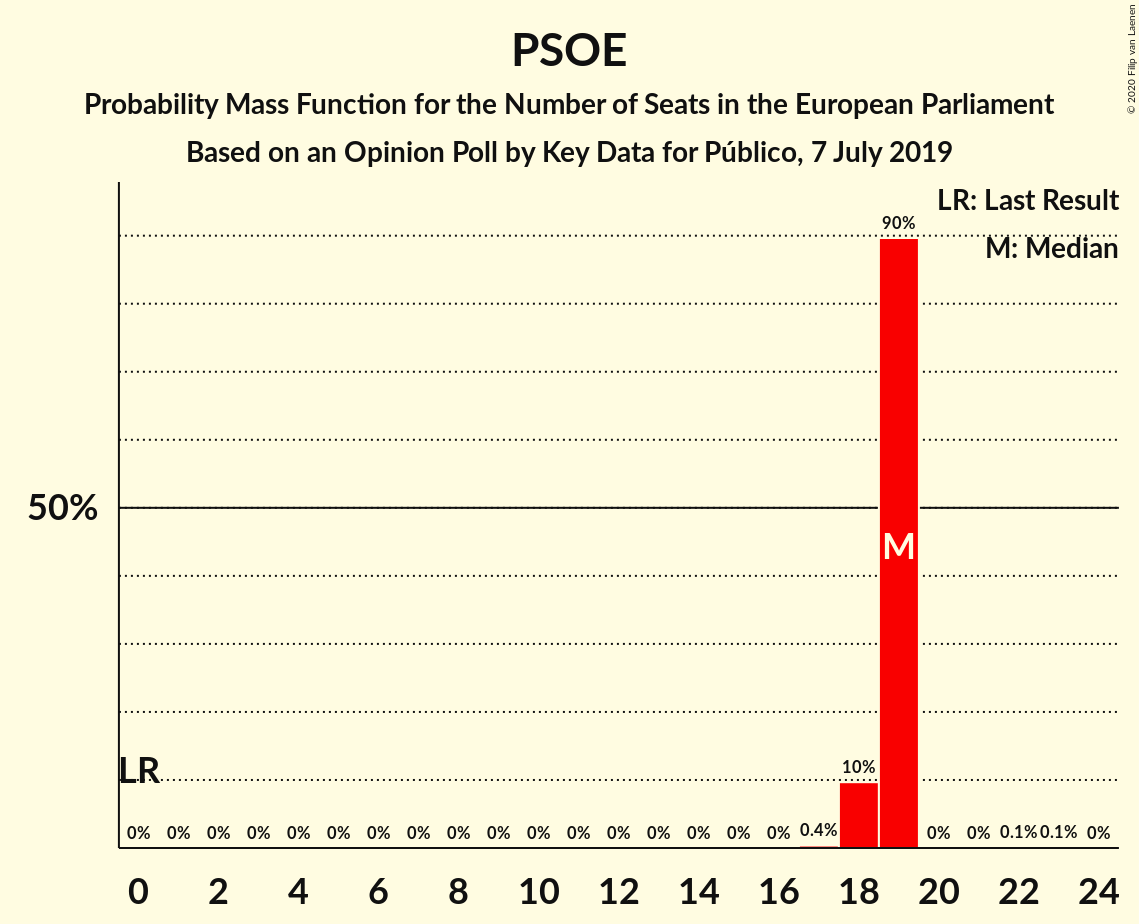 PSOE
Probability Mass Function for the Number of Seats in the European Parliament
Based on an Opinion Poll by Key Data for Público, 7 July 2019
© 2020 Filip van Laenen
LR: Last Result
M: Median
90%
50%
M
LR
10%
0% 0% 0% 0% 0% 0% 0% 0% 0% 0% 0% 0% 0% 0% 0% 0% 0% 0.4% 0% 0% 0.1% 0.1% 0%
0 2 4 6 8 10 12 14 16 18 20 22 24